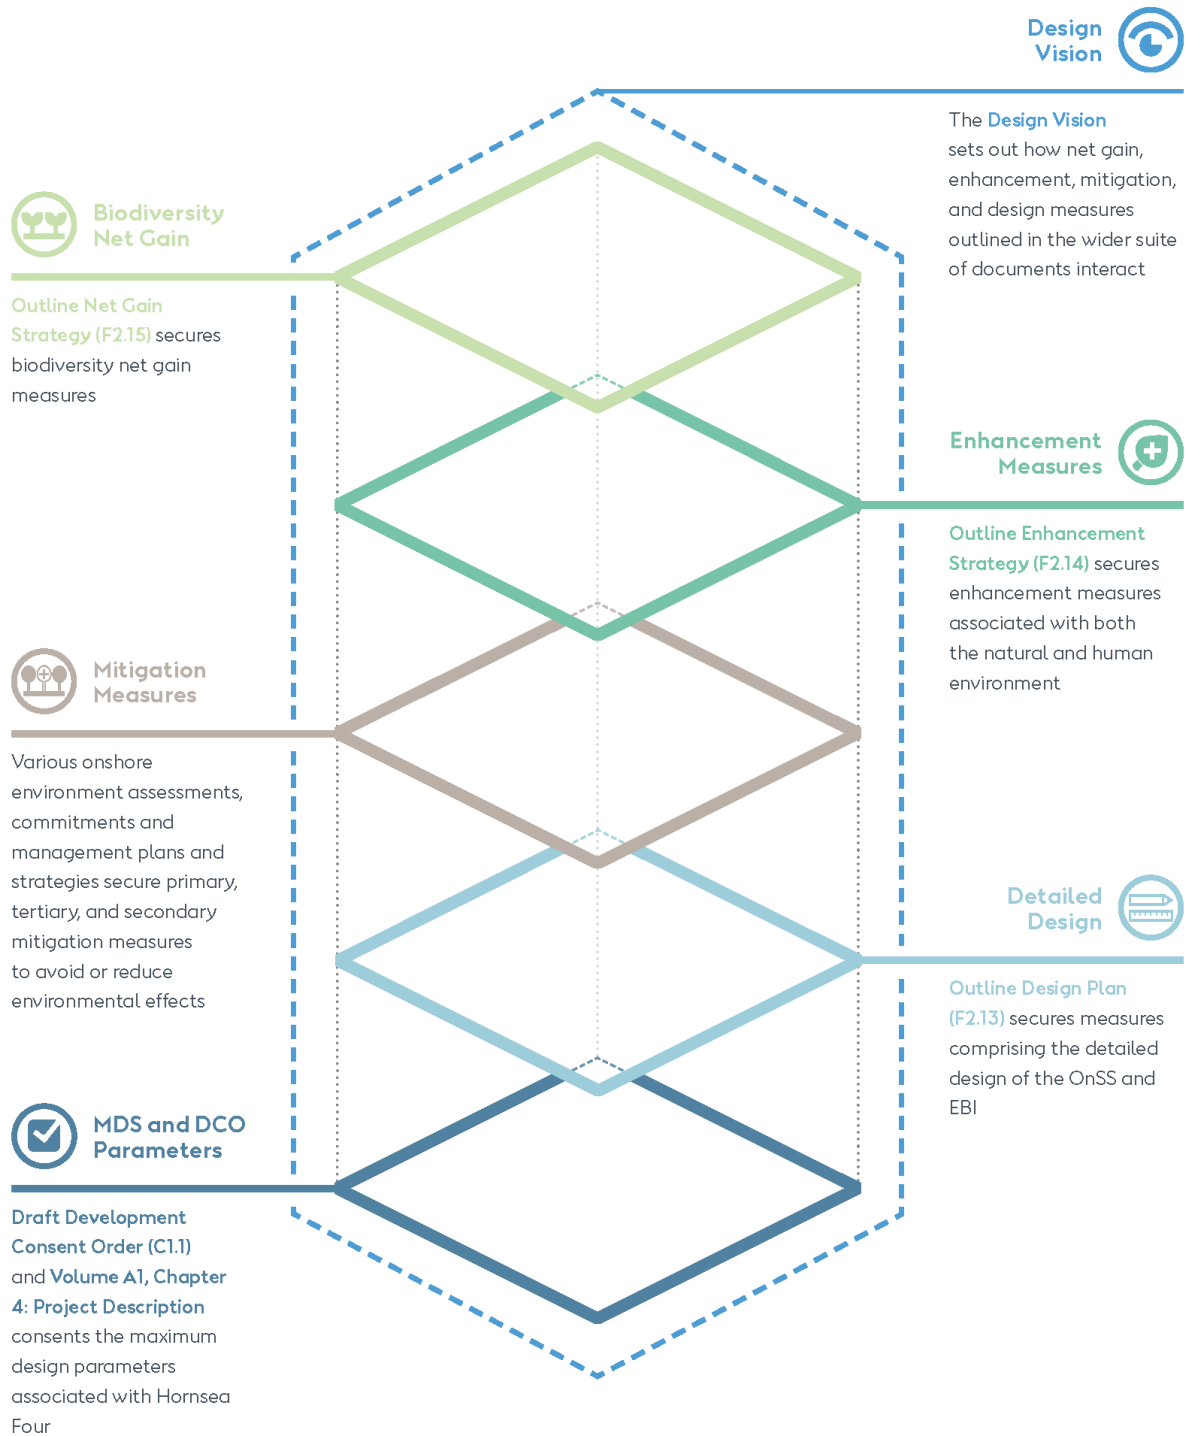 Design
Vision
The Design Vision
sets out how net gain,
enhancement, mitigation,
and design measures
outlined in the wider suite
of documents interact
Biodiversity
Net Gain
Outline Net Gain
Strategy (F2.15) secures
biodiversity net gain
measures
Enhancement
Measures
Outline Enhancement
Strategy (F2.14) secures
enhancement measures
associated with both
the natural and human
environment
Mitigation
Measures
Various onshore
environment assessments,
commitments and
management plans and
strategies secure primary,
tertiary, and secondary
mitigation measures
to avoid or reduce
environmental effects
Detailed
Design
Outline Design Plan
(F2.13) secures measures
comprising the detailed
design of the OnSS and
EBI
MDS and DCO
Parameters
Draft Development
Consent Order (C1.1)
and Volume A1, Chapter
4: Project Description
consents the maximum
design parameters
associated with Hornsea
Four